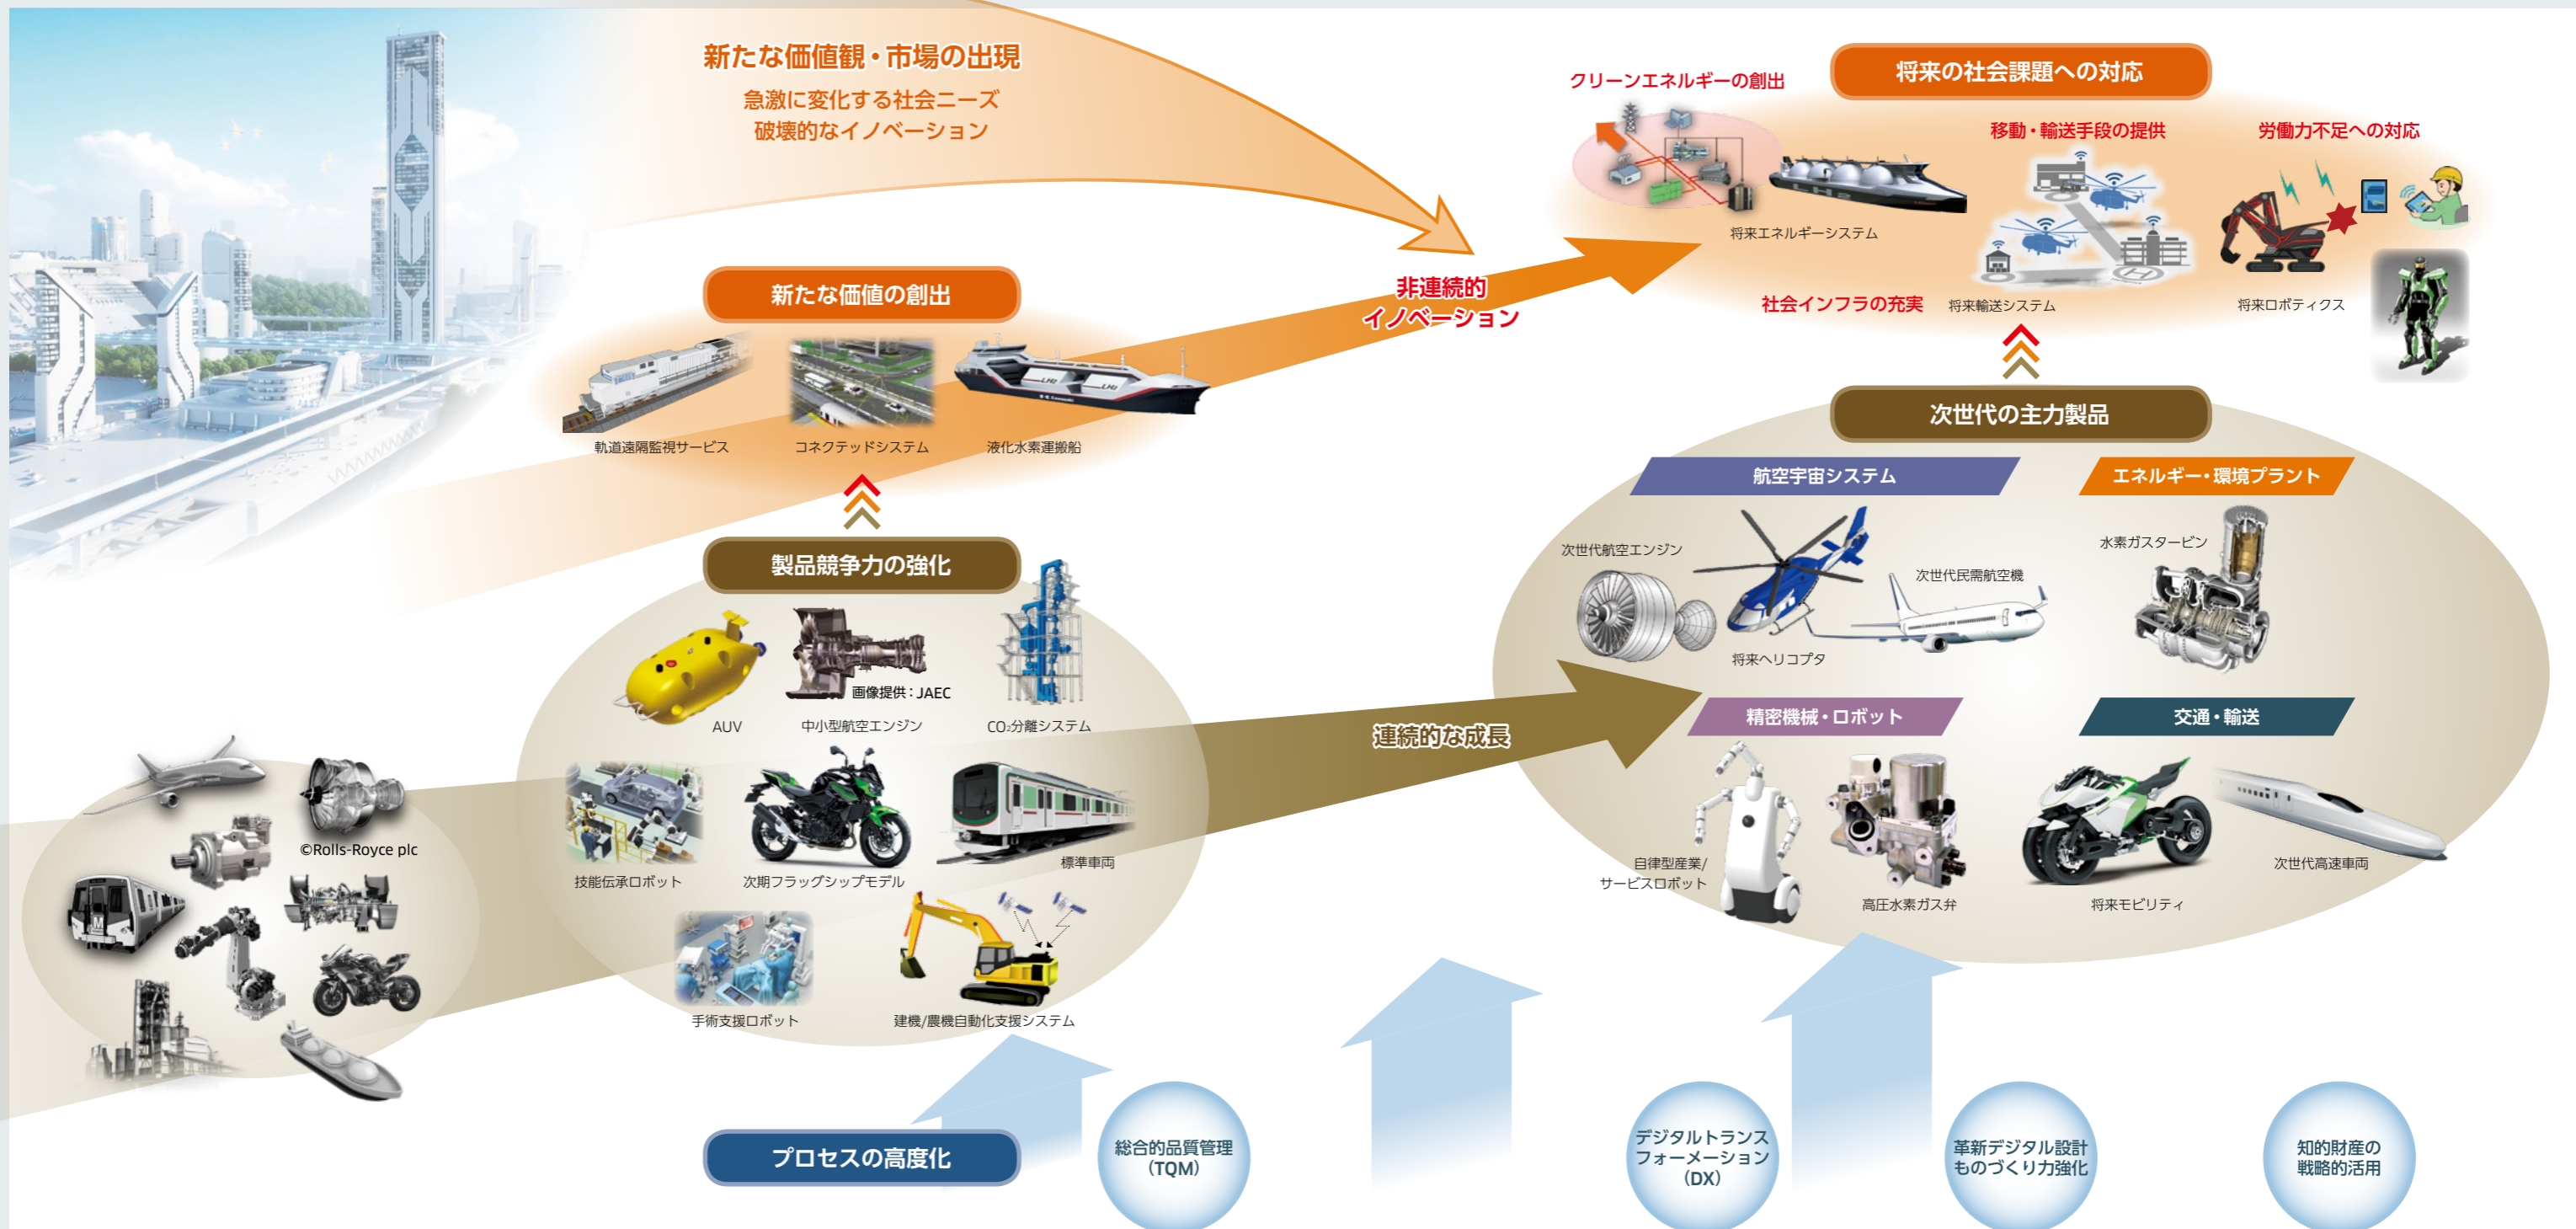 新たな価値観・市場の出現
急激に変化する社会ニーズ
破壊的なイノベーション
将来の社会課題への対応
クリーンエネルギーの創出
移動・輸送手段の提供
労働力不足への対応
将来エネルギーシステム
社会インフラの充実
将来輸送システム
将来ロボティクス
非連続的
イノベーション
新たな価値の創出
LH2
LH2
Kawasaki
軌道遠隔監視サービス
コネクテッドシステム
液化水素運搬船
製品競争力の強化
画像提供：JAEC
AUV
中小型航空エンジン
CO₂分離システム
技能伝承ロボット
次期フラッグシップモデル
標準車両
手術支援ロボット
建機/農機自動化支援システム
©Rolls-Royce plc
M
連続的な成長
次世代の主力製品
航空宇宙システム
エネルギー・環境プラント
次世代航空エンジン
次世代民需航空機
将来ヘリコプタ
水素ガスタービン
精密機械・ロボット
交通・輸送
自律型産業/
サービスロボット
高圧水素ガス弁
将来モビリティ
次世代高速車両
H
プロセスの高度化
総合的品質管理
（TQM）
デジタルトランス
フォーメーション
（DX）
革新デジタル設計
ものづくり力強化
知的財産の
戦略的活用